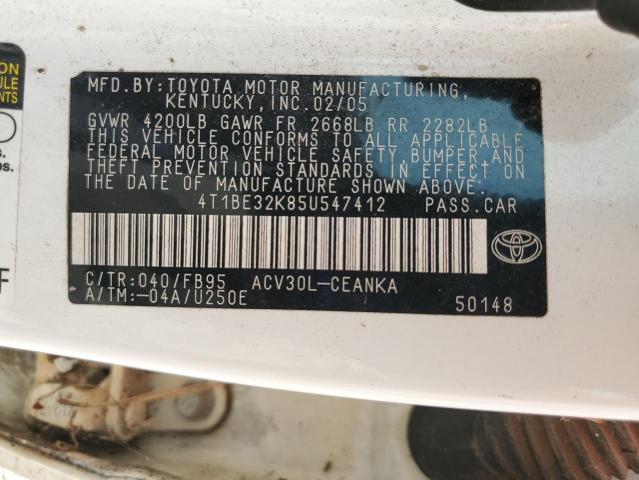 MFD.BY:TOYOTA MOTOR MANUFACTURING,
KENTUCKY,INC.02/05
GVWR 4200LB GAWR FR 2668LB RR 2282LB
THIS VEHICLE CONFORMS TO ALL APPLICABLE
FEDERAL MOTOR VEHICLE SAFETY,BUMPER,AND
THEFT PREVENTION STANDARDS IN EFFECT ON
THE DATE OF MANUFACTURE SHOWN ABOVE.
4T1BE32K85U547412 PASS.CAR
C/TR:040/FB95 ACV30L-CEANKA
A/TM:-04A/U250E 50148